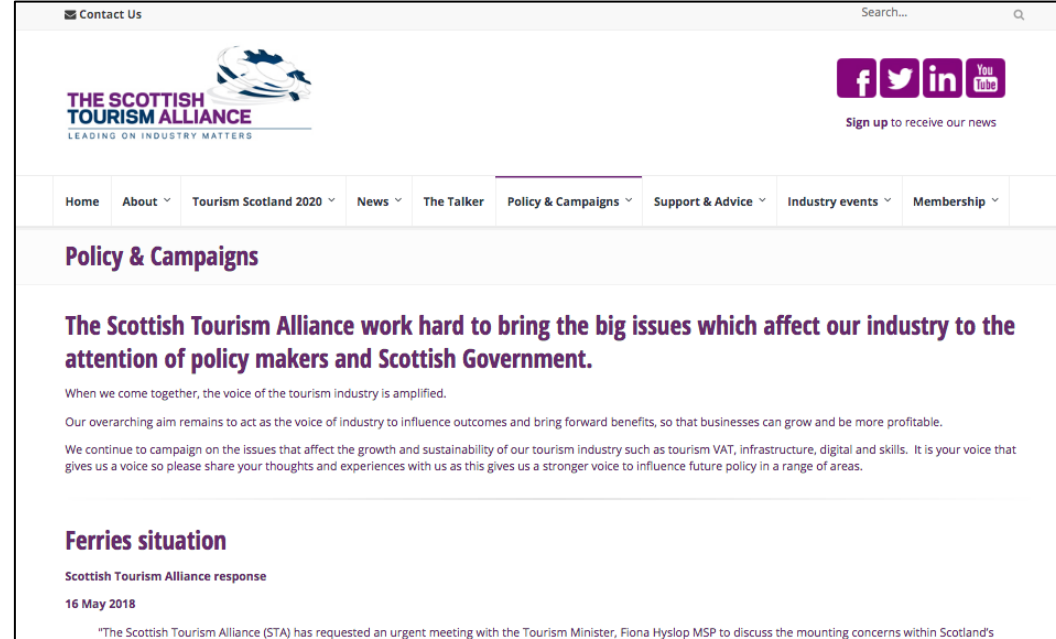 Contact Us
Search...
THE SCOTTISH
TOURISM ALLIANCE
LEADING ON INDUSTRY MATTERS
f in You Tube
Sign up to receive our news
Home About Tourism Scotland 2020 News The Talker Policy & Campaigns Support & Advice Industry events Membership
Policy & Campaigns
The Scottish Tourism Alliance work hard to bring the big issues which affect our industry to the
attention of policy makers and Scottish Government.
When we come together, the voice of the tourism industry is amplified.
Our overarching aim remains to act as the voice of industry to influence outcomes and bring forward benefits, so that businesses can grow and be more profitable.
We continue to campaign on the issues that affect the growth and sustainability of our tourism industry such as tourism VAT, infrastructure, digital and skills. It is your voice that
gives us a voice so please share your thoughts and experiences with us as this gives us a stronger voice to influence future policy in a range of areas.
Ferries situation
Scottish Tourism Alliance response
16 May 2018
"The Scottish Tourism Alliance (STA) has requested an urgent meeting with the Tourism Minister, Fiona Hyslop MSP to discuss the mounting concerns within Scotland's